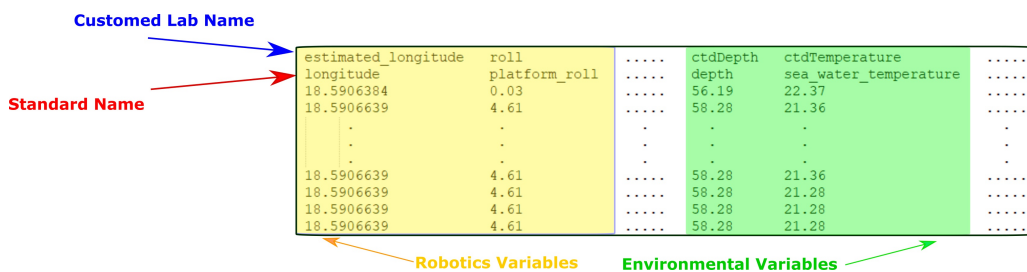 Customed Lab Name
Standard Name
estimated_longitude roll ..... ctdDepth ctdTemperature .....
longitude platform_roll ..... depth sea_water_temperature .....
18.5906384 0.03 ..... 56.19 22.37 .....
18.5906639 4.61 ..... 58.28 21.36 .....
. . . . . .
. . . . . .
. . . . . .
18.5906639 4.61 ..... 58.28 21.36 .....
18.5906639 4.61 ..... 58.28 21.28 .....
18.5906639 4.61 ..... 58.28 21.28 .....
18.5906639 4.61 ..... 58.28 21.28 .....
Robotics Variables Environmental Variables